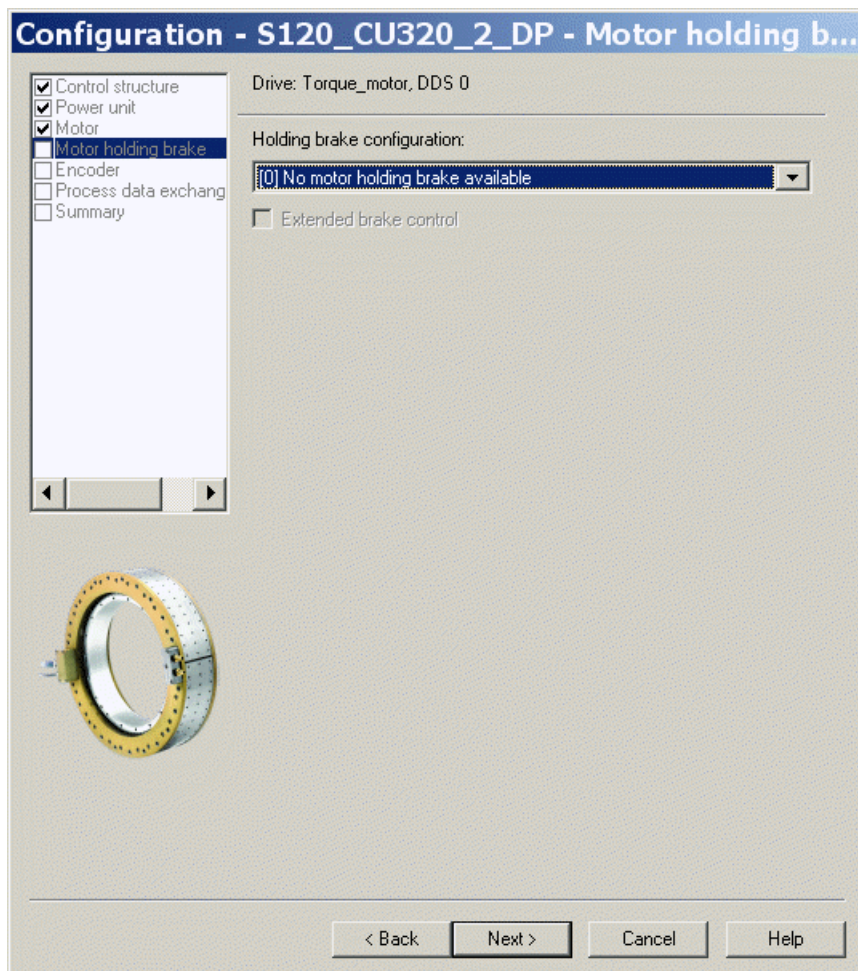 Configuration - S120_CU320_2_DP - Motor holding b...
Control structure
Power unit
Motor
Motor holding brake
Encoder
Process data exchang
Summary
Drive: Torque_motor, DDS 0
Holding brake configuration:
[0] No motor holding brake available
Extended brake control
< Back
Next >
Cancel
Help